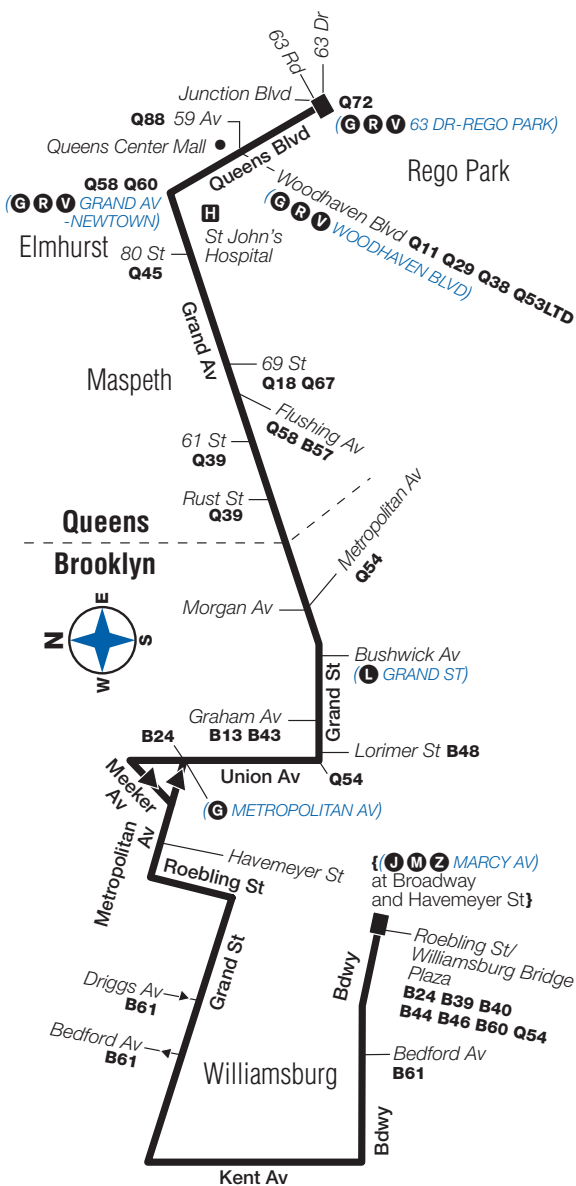 63 Rd
63 Dr
Junction Blvd
Q72
(G R V 63 DR-REGO PARK)
Q88 59 Av
Queens Center Mall
Queens Blvd
Rego Park
Q58 Q60
(G R V GRAND AV
-NEWTOWN)
H
St John's
Hospital
Woodhaven Blvd Q11 Q29 Q38 Q53LTD
(G R V WOODHAVEN BLVD)
Elmhurst
80 St
Q45
Grand Av
Maspeth
69 St
Q18 Q67
Flushing Av
Q58 B57
61 St
Q39
Rust St
Q39
Queens
Brooklyn
Metropolitan Av
Q54
N
E
S
W
Morgan Av
Bushwick Av
(L GRAND ST)
Grand St
Graham Av
B13 B43
Lorimer St B48
B24
Union Av
Q54
Meeker
Av
(G METROPOLITAN AV)
Metropolitan
Av
Havemeyer St
Roebling St
{(J M Z MARCY AV)
at Broadway
and Havemeyer St}
Roebling St/
Williamsburg Bridge
Plaza
B24 B39 B40
B44 B46 B60 Q54
Grand St
Bdwy
Driggs Av
B61
Bedford Av
B61
Williamsburg
Bedford Av
B61
Bdwy
Kent Av